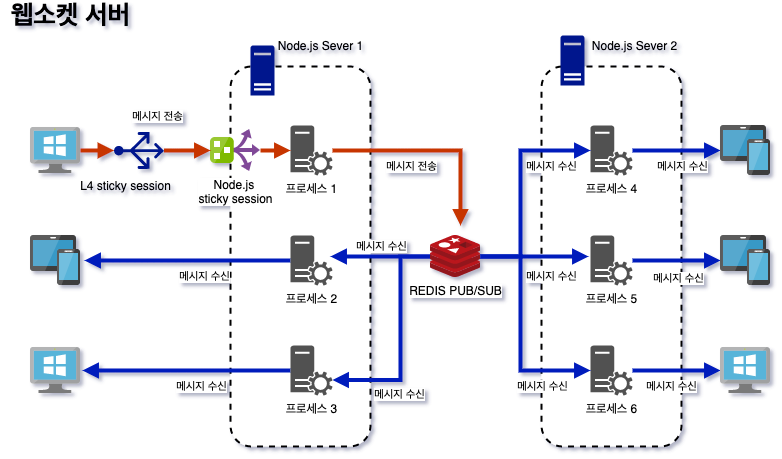 웹소켓 서버
Node.js Sever 1
Node.js Sever 2
메시지 전송
L4 sticky session
Node.js
sticky session
프로세스 1
메시지 전송
메시지 수신
프로세스 4
메시지 수신
메시지 수신
프로세스 2
메시지 수신
REDIS PUB/SUB
메시지 수신
프로세스 5
메시지 수신
메시지 수신
프로세스 3
메시지 수신
메시지 수신
프로세스 6
메시지 수신